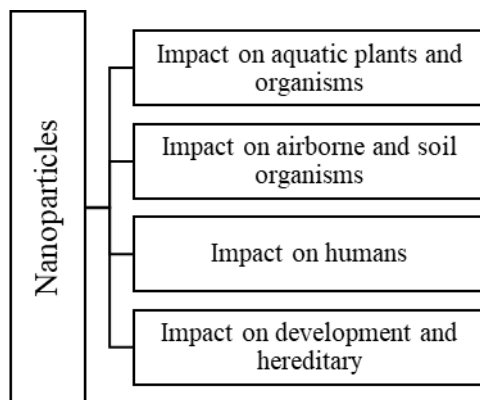 Nanoparticles
Impact on aquatic plants and
organisms
Impact on airborne and soil
organisms
Impact on humans
Impact on development and
hereditary